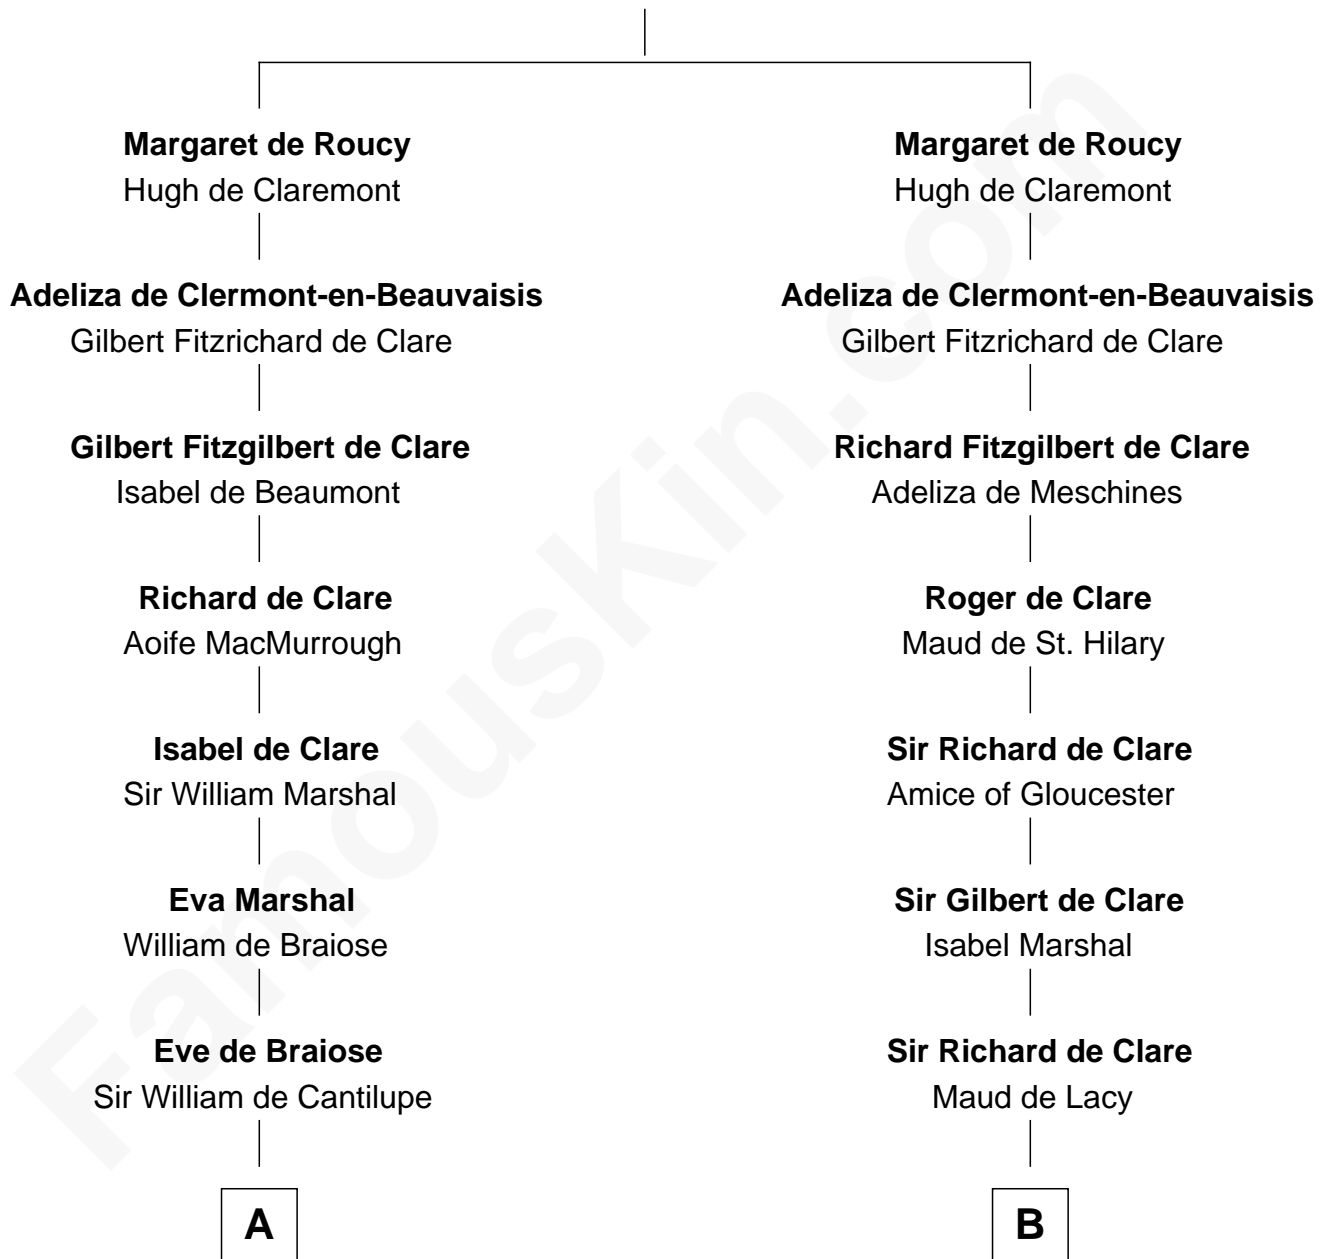 Margaret de Roucy
Hugh de Claremont
Adeliza de Clermont-en-Beauvaisis
Gilbert Fitzrichard de Clare
Gilbert Fitzgilbert de Clare
Isabel de Beaumont
Richard de Clare
Aoife MacMurrough
Isabel de Clare
Sir William Marshal
Eva Marshal
William de Braiose
Eve de Braiose
Sir William de Cantilupe
A
Margaret de Roucy
Hugh de Claremont
Adeliza de Clermont-en-Beauvaisis
Gilbert Fitzrichard de Clare
Richard Fitzgilbert de Clare
Adeliza de Meschines
Roger de Clare
Maud de St. Hilary
Sir Richard de Clare
Amice of Gloucester
Sir Gilbert de Clare
Isabel Marshal
Sir Richard de Clare
Maud de Lacy
B
FamousKin.com